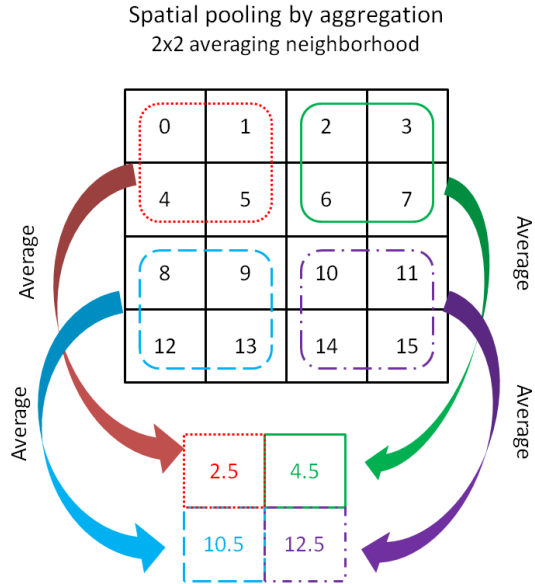 Spatial pooling by aggregation
2x2 averaging neighborhood
0 1 2 3
4 5 6 7
8 9 10 11
12 13 14 15
Average
Average
Average
Average
2.5 4.5
10.5 12.5